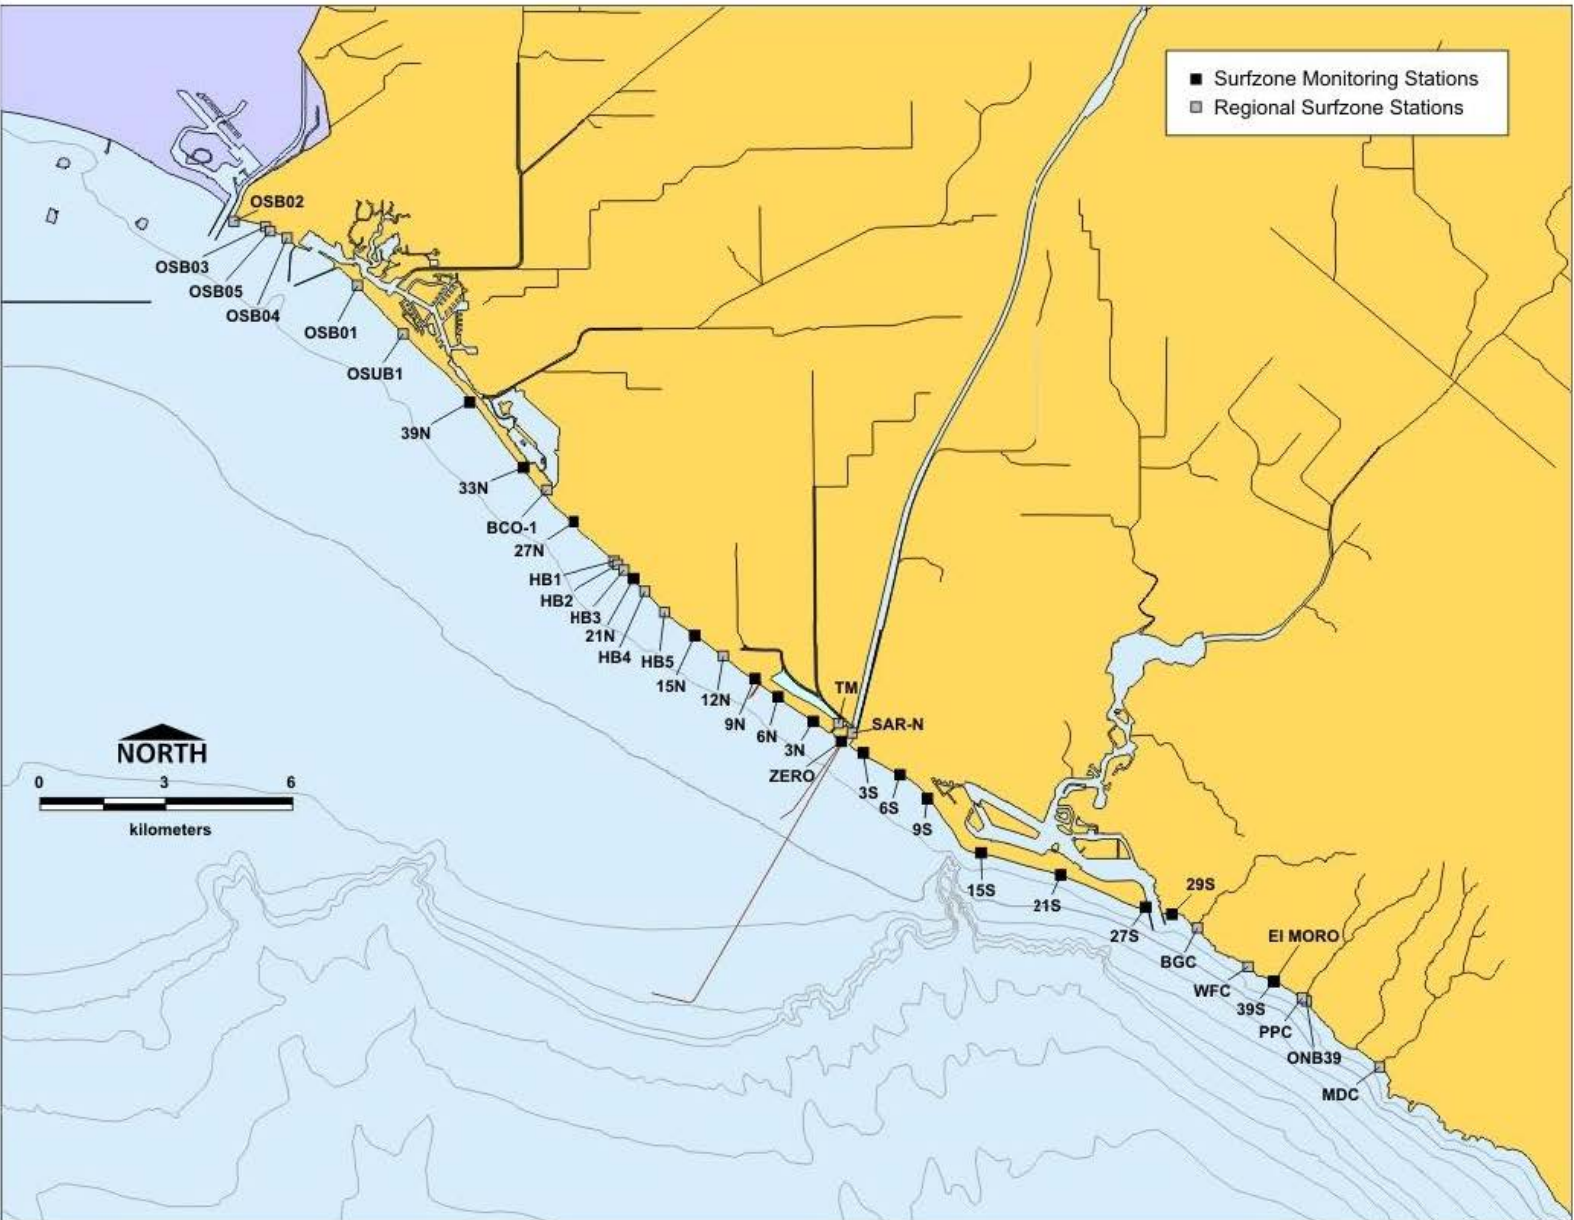 Surfzone Monitoring Stations
Regional Surfzone Stations
OSB02
OSB03
OSB05
OSB04
OSB01
OSUB1
39N
33N
BCO-1
27N
HB1
HB2
HB3
21N
HB4
HB5
15N
12N
9N
6N
3N
TM
SAR-N
ZERO
3S
6S
9S
15S
21S
27S
29S
BGC
WFC
El MORO
39S
PPC
ONB39
MDC
NORTH
0 3 6
kilometers